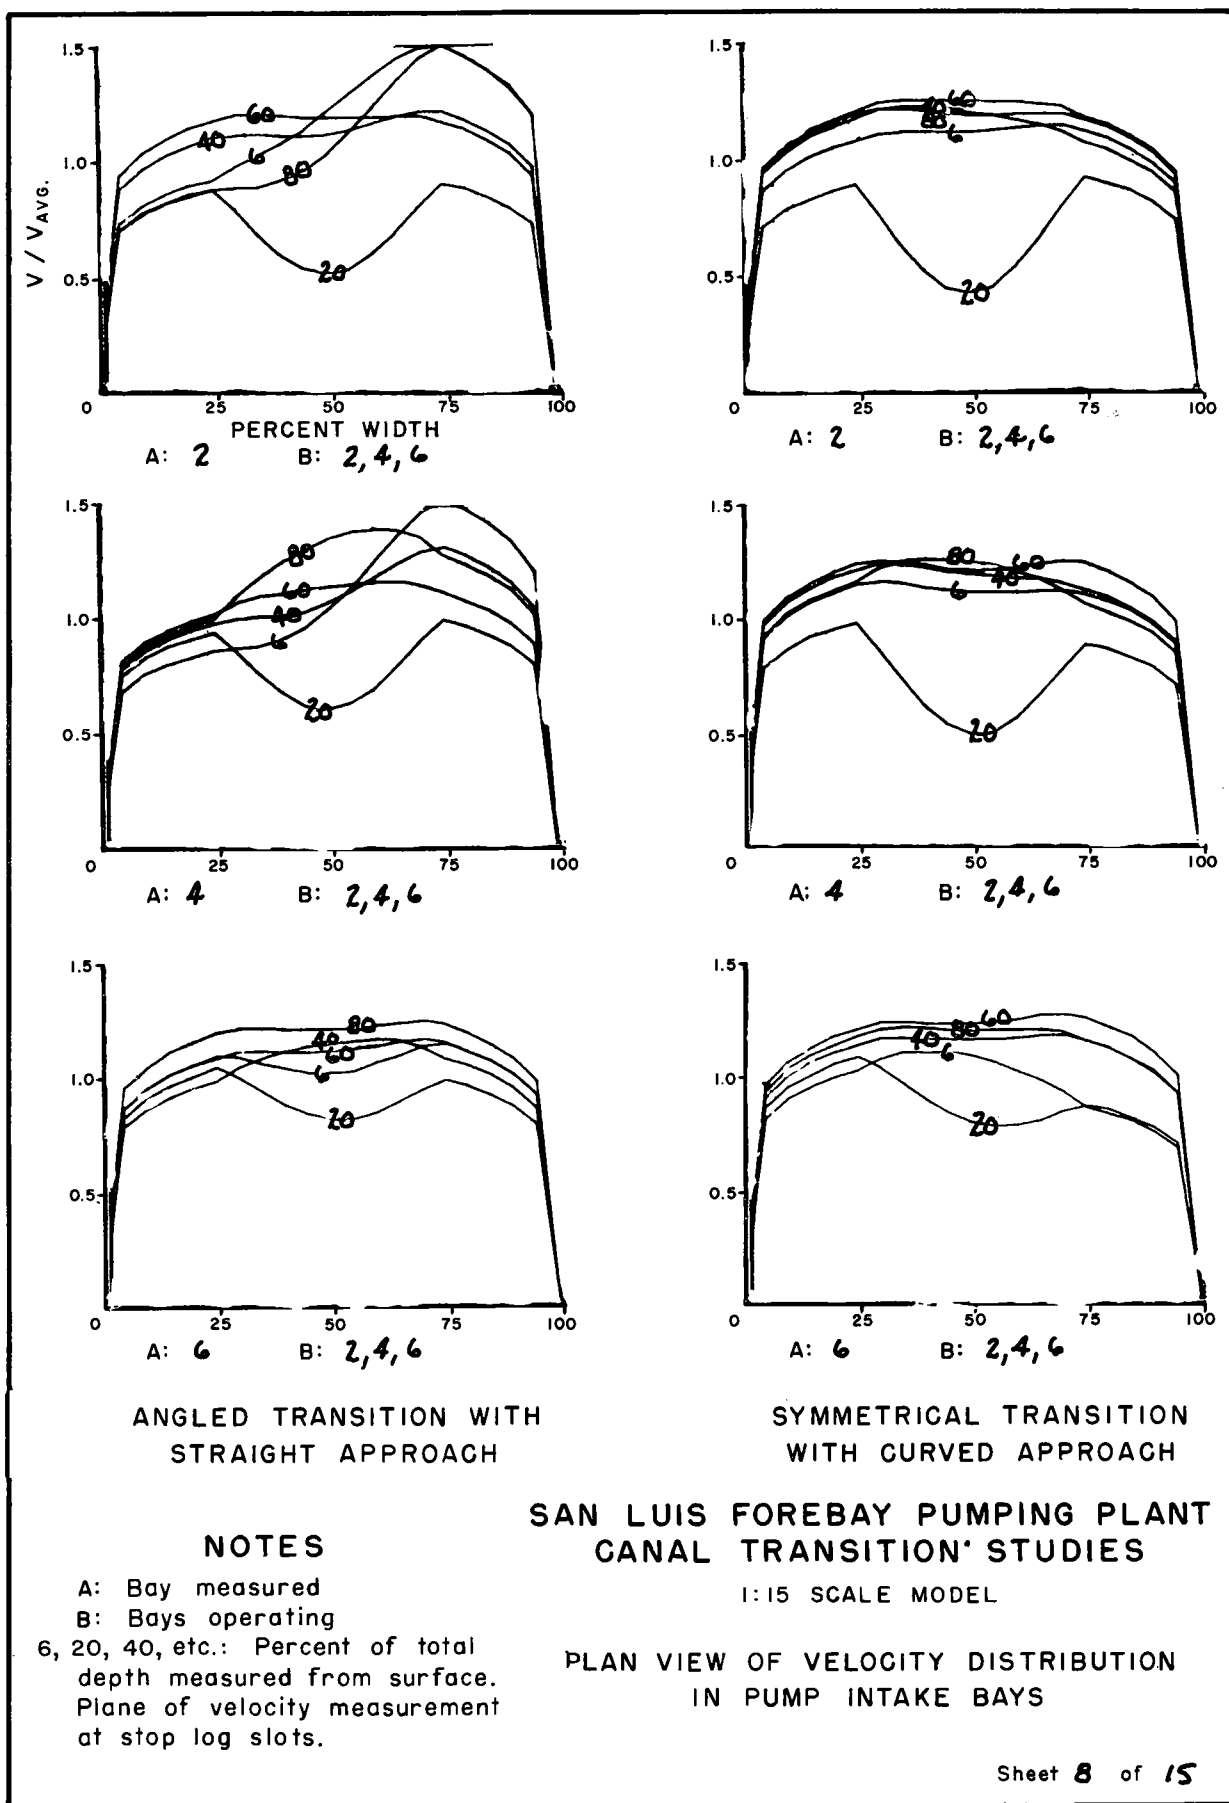 1.5
1.0
0.5
V / VAVG.
60
40
6
80
20
0 25 50 75 100
PERCENT WIDTH
A: 2 B: 2,4,6
1.5
1.0
0.5
60
40
80
6
20
0 25 50 75 100
A: 2 B: 2,4,6
1.5
1.0
0.5
80
60
40
6
20
0 25 50 75 100
A: 4 B: 2,4,6
1.5
1.0
0.5
80
60
40
6
20
0 25 50 75 100
A: 4 B: 2,4,6
1.5
1.0
0.5
80
40
60
6
20
0 25 50 75 100
A: 6 B: 2,4,6
1.5
1.0
0.5
60
80
40
6
20
0 25 50 75 100
A: 6 B: 2,4,6
ANGLED TRANSITION WITH
STRAIGHT APPROACH
SYMMETRICAL TRANSITION
WITH CURVED APPROACH
NOTES
A: Bay measured
B: Bays operating
6, 20, 40, etc.: Percent of total
depth measured from surface.
Plane of velocity measurement
at stop log slots.
SAN LUIS FOREBAY PUMPING PLANT
CANAL TRANSITION STUDIES
1:15 SCALE MODEL
PLAN VIEW OF VELOCITY DISTRIBUTION
IN PUMP INTAKE BAYS
Sheet 8 of 15